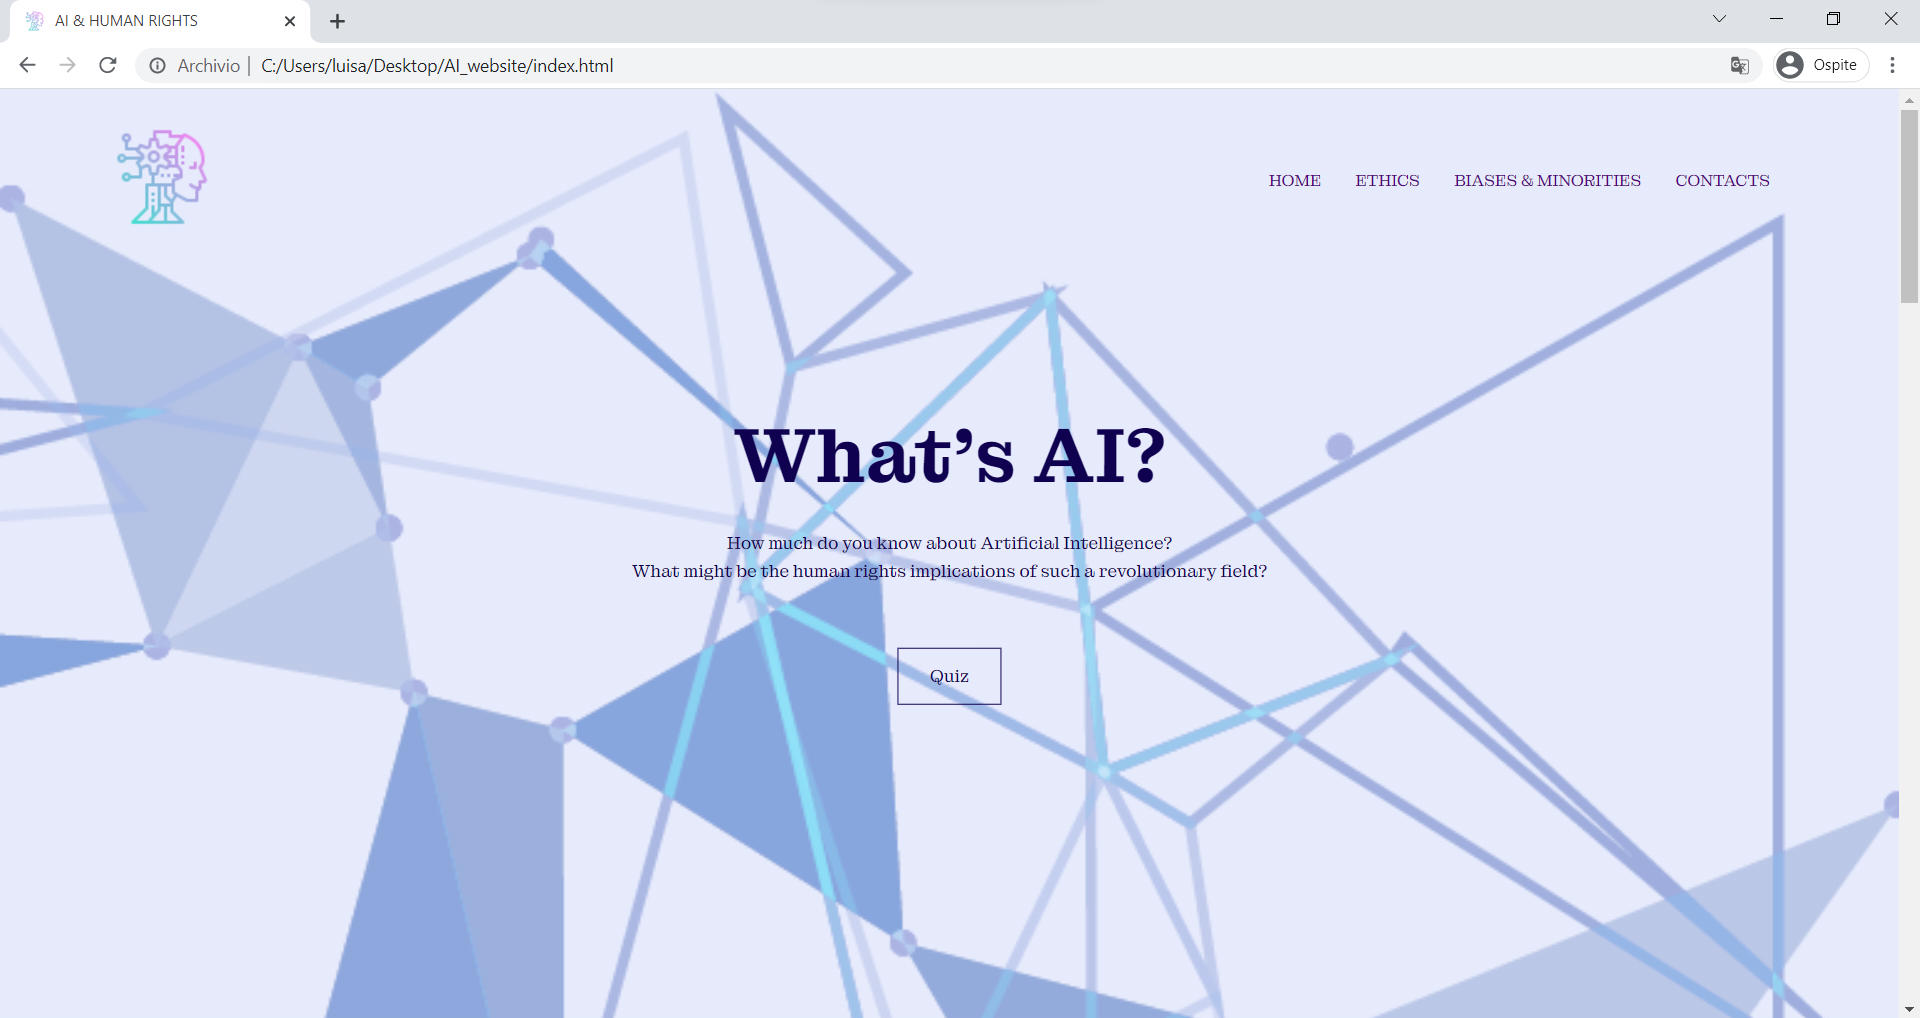 AI & HUMAN RIGHTS
Archivio | C:/Users/luisa/Desktop/AI_website/index.html
Ospite
HOME ETHICS BIASES & MINORITIES CONTACTS
What's AI?
How much do you know about Artificial Intelligence?
What might be the human rights implications of such a revolutionary field?
Quiz